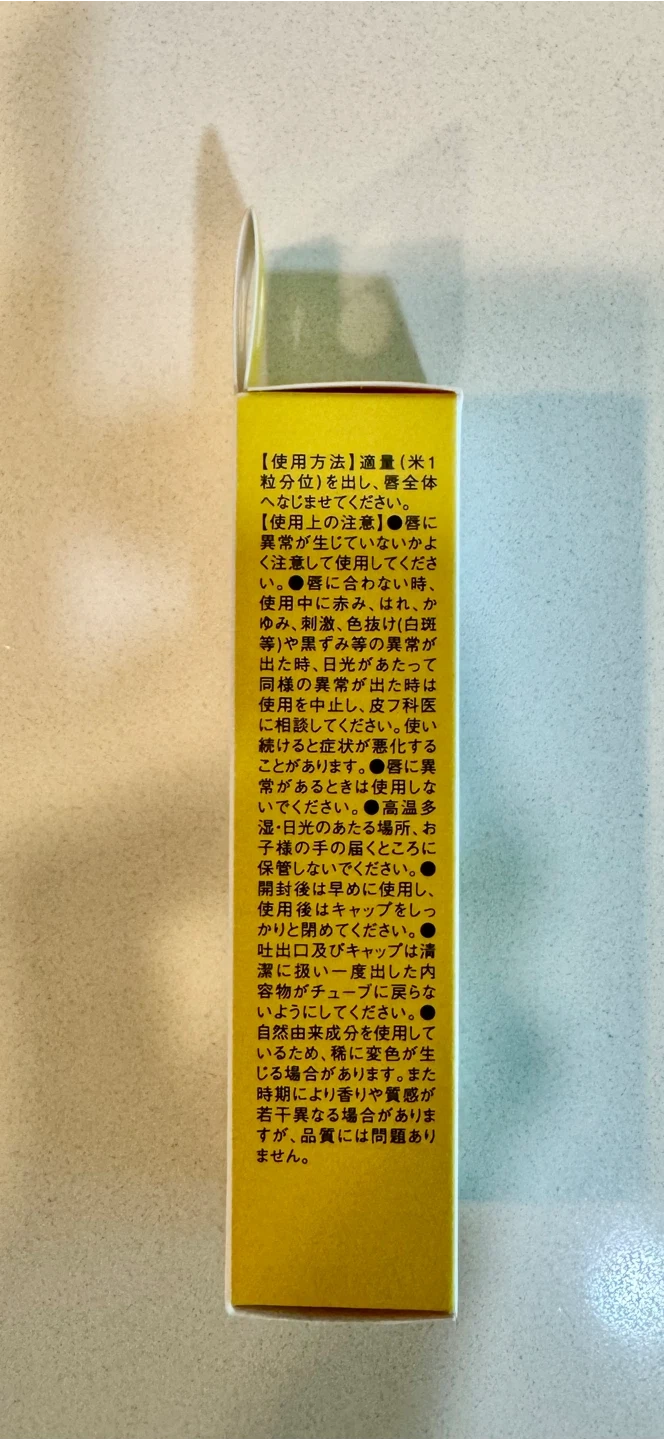 【使用方法】適量(米1
粒分位)を出し、唇全体
へなじませてください。
【使用上の注意】●唇に
異常が生じていないかよ
く注意して使用してくださ
い。●唇に合わない時、
使用中に赤み、はれ、か
ゆみ、刺激、色抜け(白斑
等)や黒ずみ等の異常が
出た時、日光があたって
同様の異常が出た時は
使用を中止し、皮フ科医
に相談してください。使い
続けると症状が悪化する
ことがあります。●唇に異
常があるときは使用しな
いでください。●高温多
湿・日光のあたる場所、お
子様の手の届くところに
保管しないでください。●
開封後は早めに使用し、
使用後はキャップをしっ
かりと閉めてください。●
吐出口及びキャップは清
潔に扱い一度出した内
容物がチューブに戻らな
いようにしてください。●
自然由来成分を使用して
いるため、稀に変色が生
じる場合があります。また
時期により香りや質感が
若干異なる場合がありま
すが、品質には問題あり
ません。